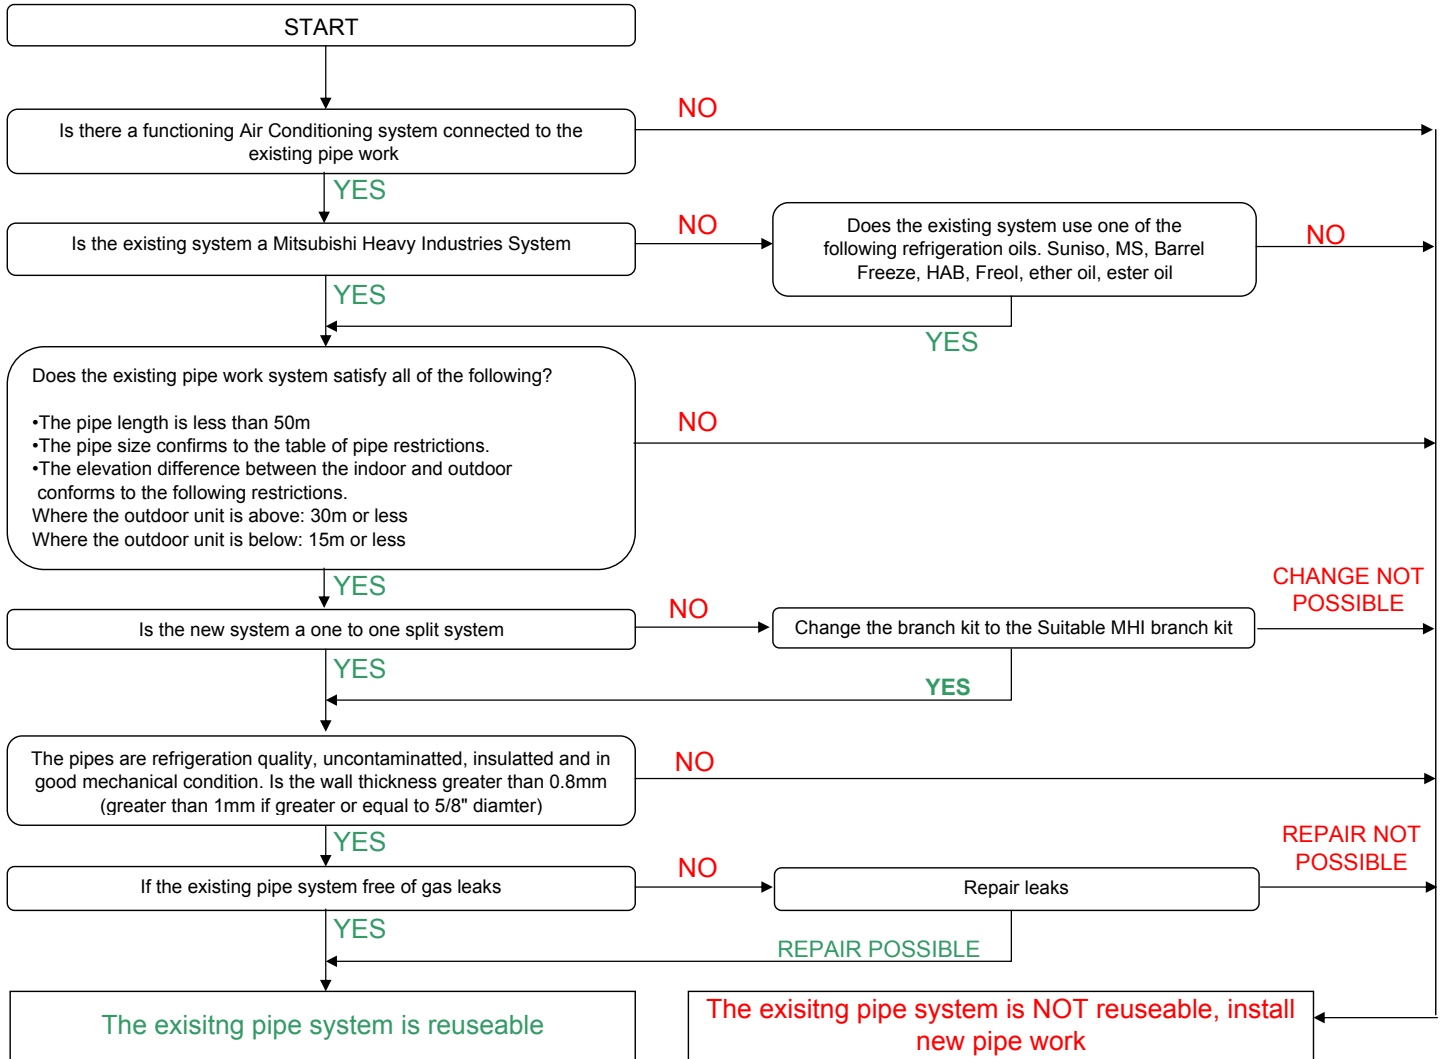 START
NO
Is there a functioning Air Conditioning system connected to the
existing pipe work
YES
Is the existing system a Mitsubishi Heavy Industries System
NO
Does the existing system use one of the
following refrigeration oils. Suniso, MS, Barrel
Freeze, HAB, Freol, ether oil, ester oil
NO
YES
YES
Does the existing pipe work system satisfy all of the following?
•The pipe length is less than 50m
•The pipe size confirms to the table of pipe restrictions.
•The elevation difference between the indoor and outdoor
conforms to the following restrictions.
Where the outdoor unit is above: 30m or less
Where the outdoor unit is below: 15m or less
NO
YES
Is the new system a one to one split system
NO
Change the branch kit to the Suitable MHI branch kit
CHANGE NOT
POSSIBLE
YES
YES
The pipes are refrigeration quality, uncontaminatted, insulatted and in
good mechanical condition. Is the wall thickness greater than 0.8mm
(greater than 1mm if greater or equal to 5/8" diamter)
NO
YES
If the existing pipe system free of gas leaks
NO
Repair leaks
REPAIR NOT
POSSIBLE
YES
REPAIR POSSIBLE
The exisitng pipe system is reuseable
The exisitng pipe system is NOT reuseable, install
new pipe work